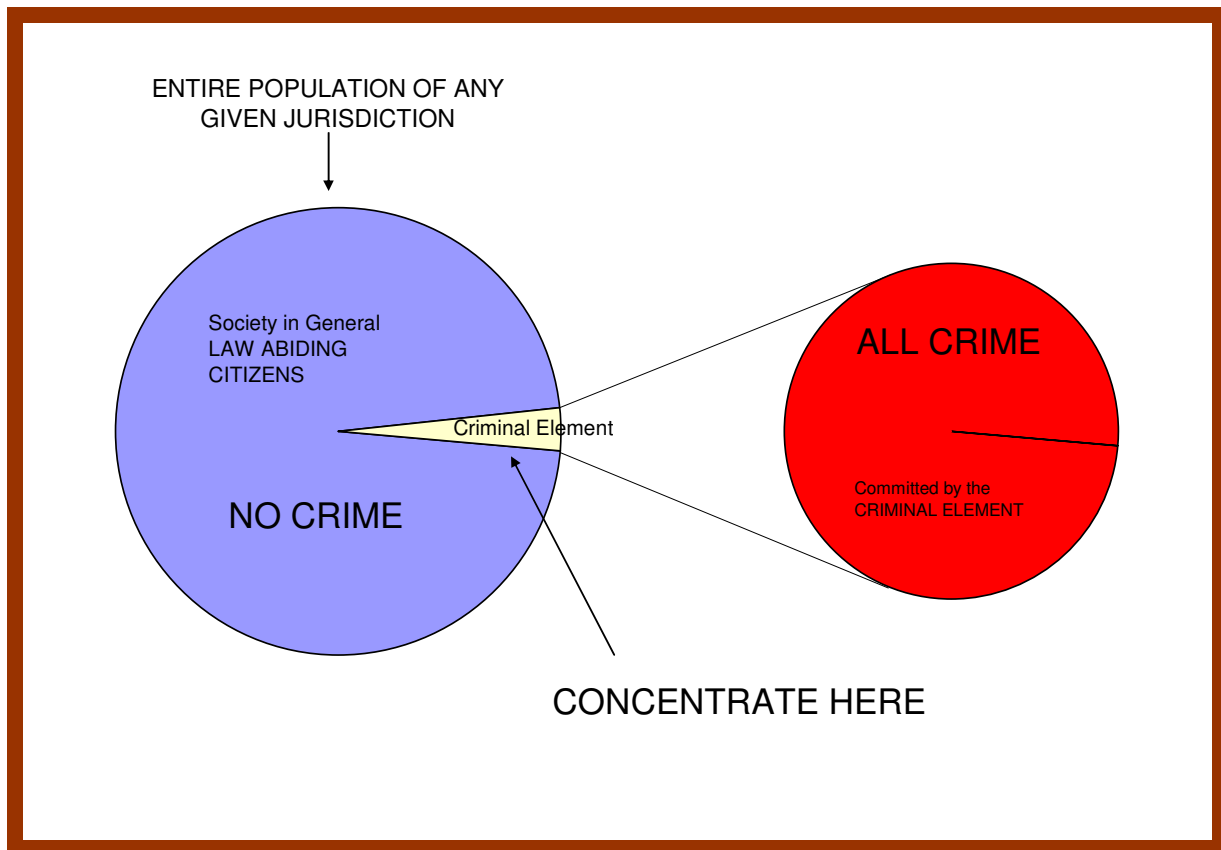 ENTIRE POPULATION OF ANY
GIVEN JURISDICTION
Society in General
LAW ABIDING
CITIZENS
NO CRIME
Criminal Element
ALL CRIME
Committed by the
CRIMINAL ELEMENT
CONCENTRATE HERE